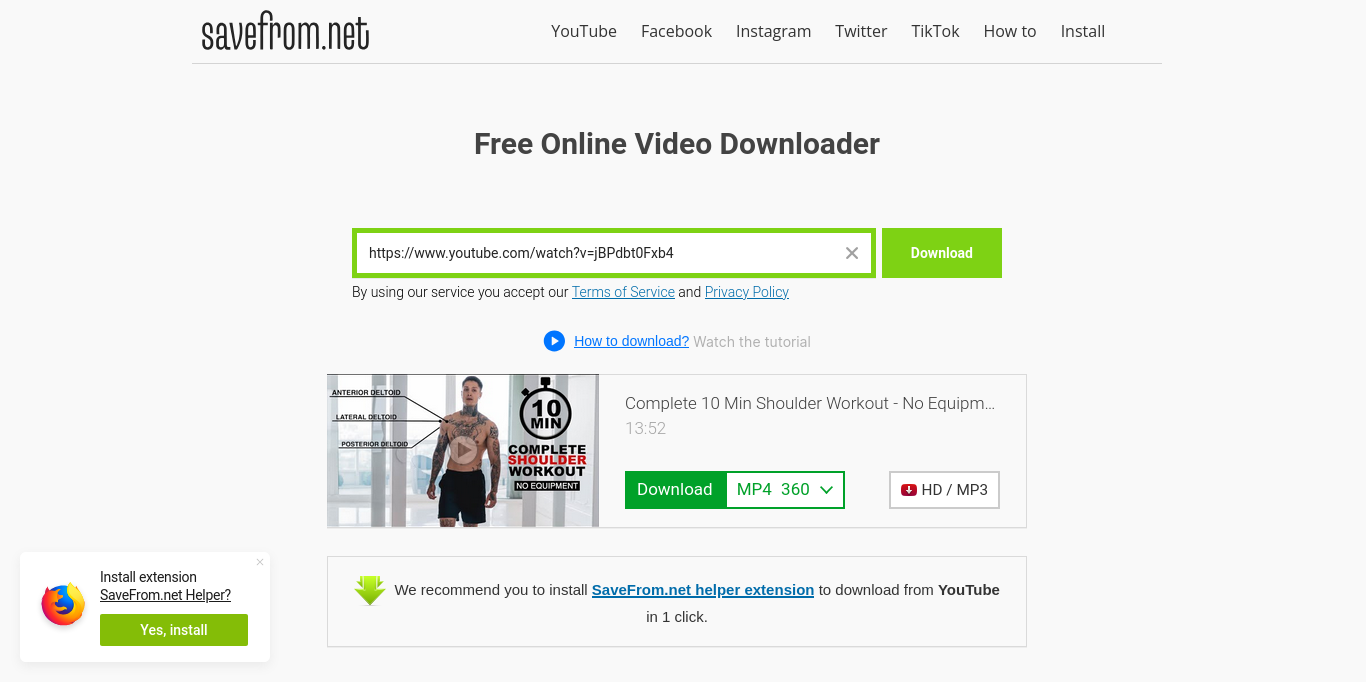 savefrom.net
YouTube Facebook Instagram Twitter TikTok How to Install
Free Online Video Downloader
https://www.youtube.com/watch?v=jBPdbt0Fxb4
Download
By using our service you accept our Terms of Service and Privacy Policy
How to download? Watch the tutorial
ANTERIOR DELTOID
LATERAL DELTOID
POSTERIOR DELTOID
10
MIN
COMPLETE
SHOULDER
WORKOUT
NO EQUIPMENT
Complete 10 Min Shoulder Workout - No Equipm...
13:52
Download MP4 360
HD / MP3
We recommend you to install SaveFrom.net helper extension to download from YouTube
in 1 click.
Install extension
SaveFrom.net Helper?
Yes, install